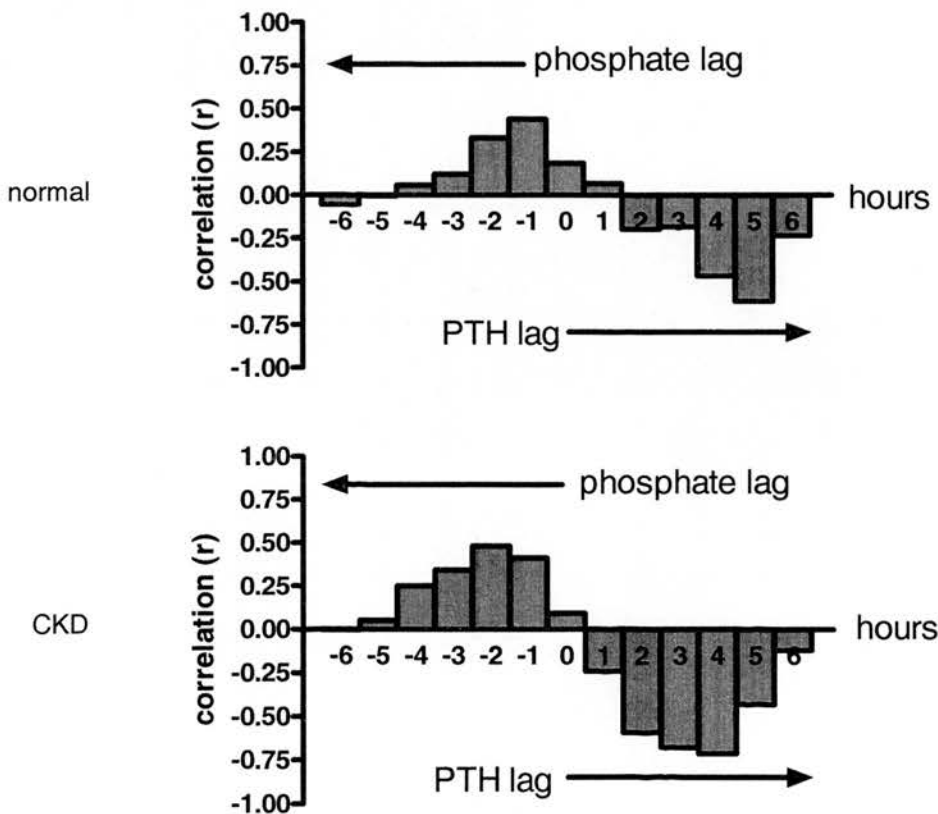 1.00
0.75
phosphate lag
0.50
0.25
normal
0.00
hours
-6 -5 -4 -3 -2 -1 0 1 2 3 4 5 6
-0.25
-0.50
-0.75
PTH lag
-1.00
correlation (r)
1.00
0.75
phosphate lag
0.50
0.25
CKD
0.00
hours
-6 -5 -4 -3 -2 -1 0 1 2 3 4 5 6
-0.25
-0.50
-0.75
PTH lag
-1.00
correlation (r)